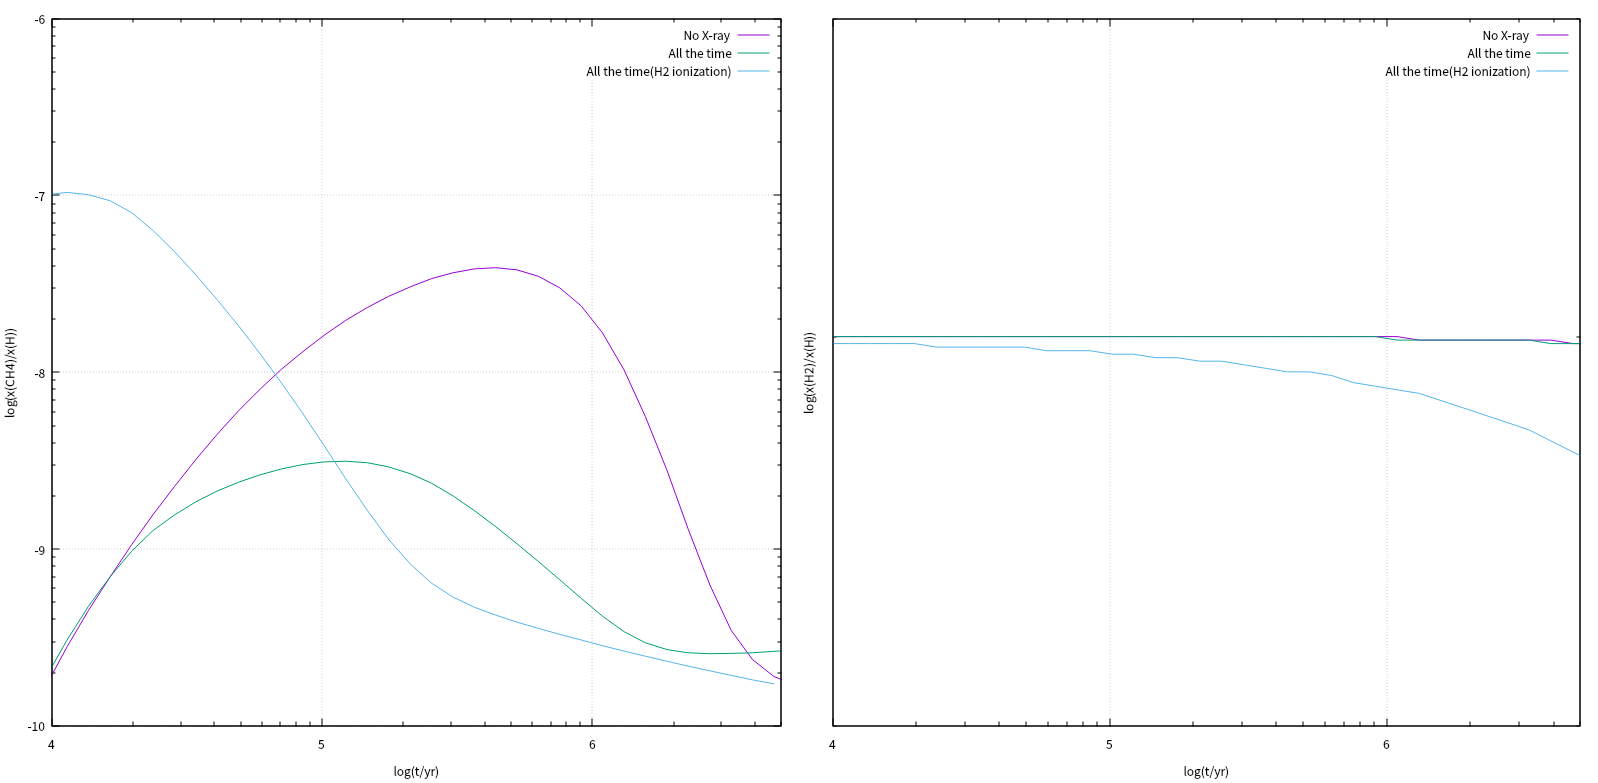 -6
-7
-8
-9
-10
4
5
6
log(x(CH4)/x(H))
log(t/yr)
No X-ray
All the time
All the time(H2 ionization)
4
5
6
log(x(H2)/x(H))
log(t/yr)
No X-ray
All the time
All the time(H2 ionization)